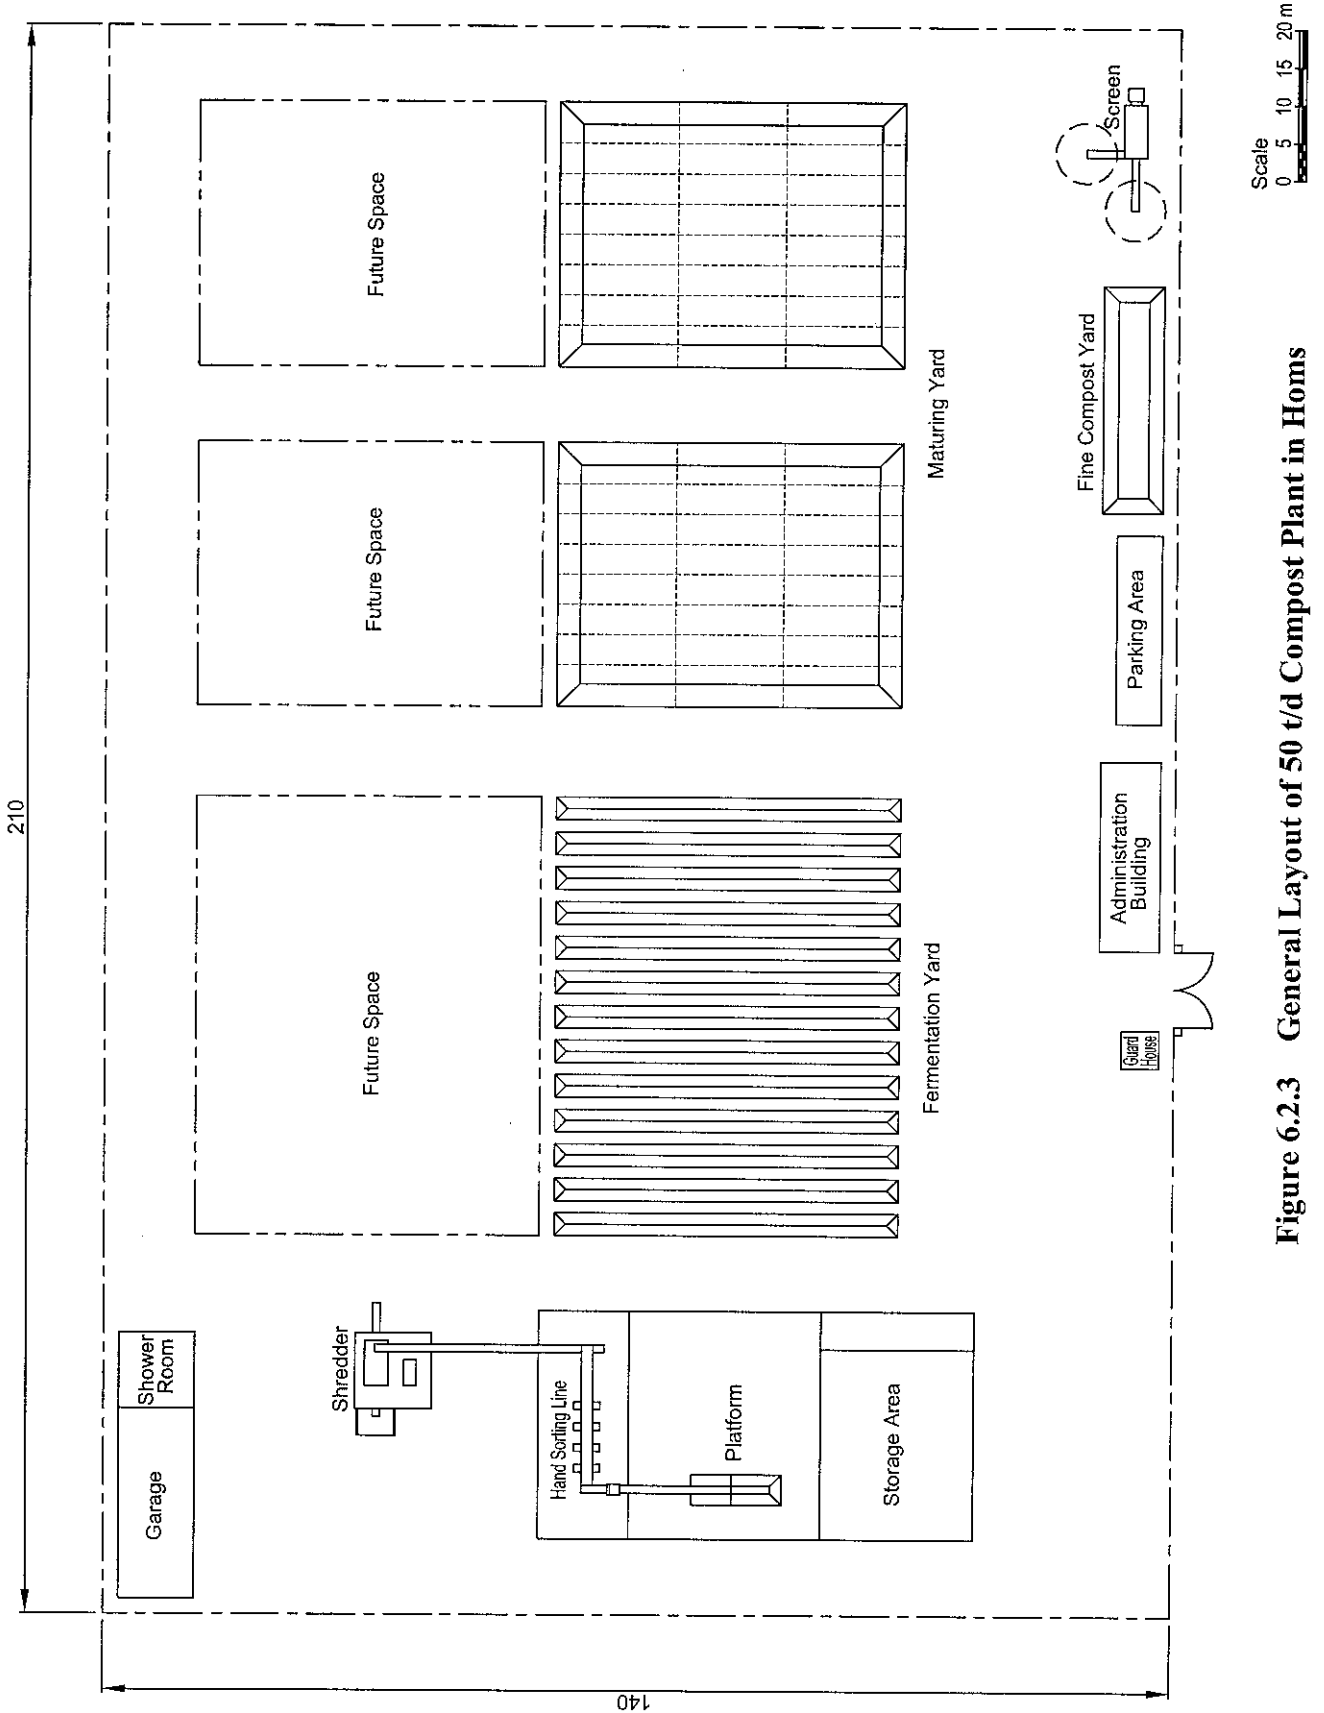 210
140
Garage
Shower
Room
Shredder
Hand Sorting Line
Platform
Storage Area
Future Space
Future Space
Future Space
Fermentation Yard
Maturing Yard
Guard
House
Administration
Building
Parking Area
Fine Compost Yard
Screen
Scale
0 5 10 15 20 m
Figure 6.2.3 General Layout of 50 t/d Compost Plant in Homs